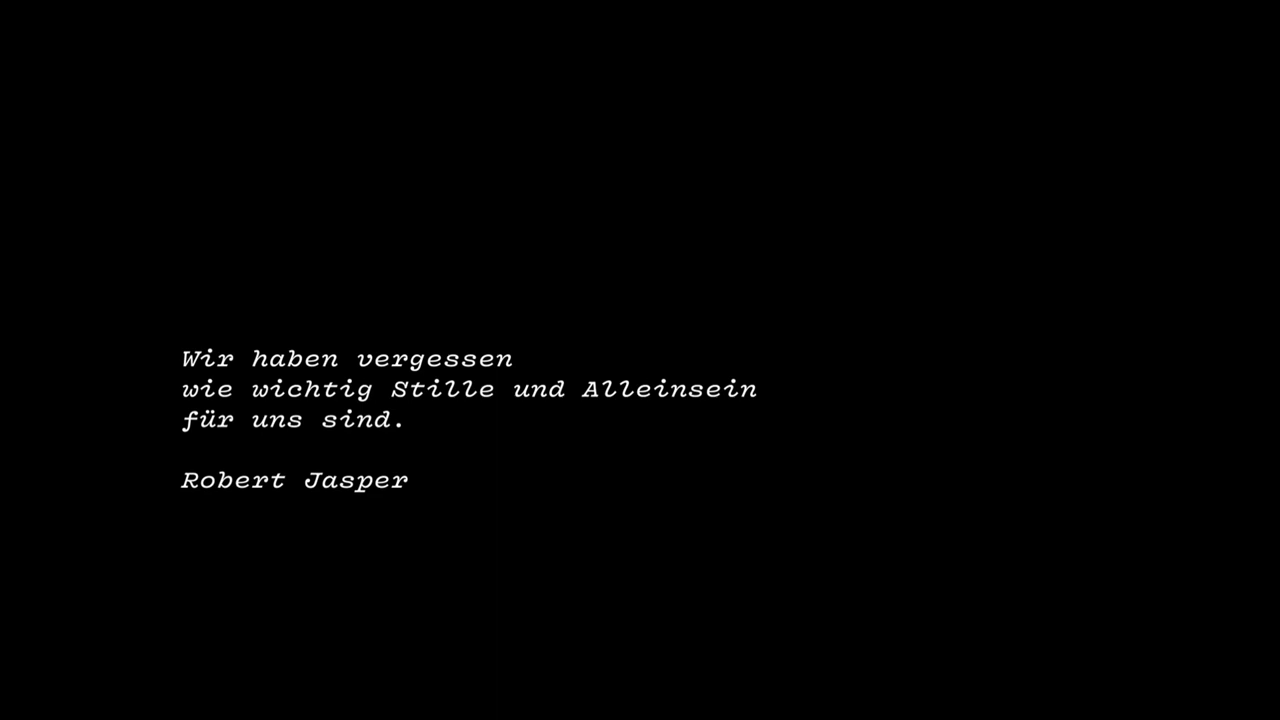 Wir haben vergessen
wie wichtig Stille und Alleinsein
für uns sind.
Robert Jasper